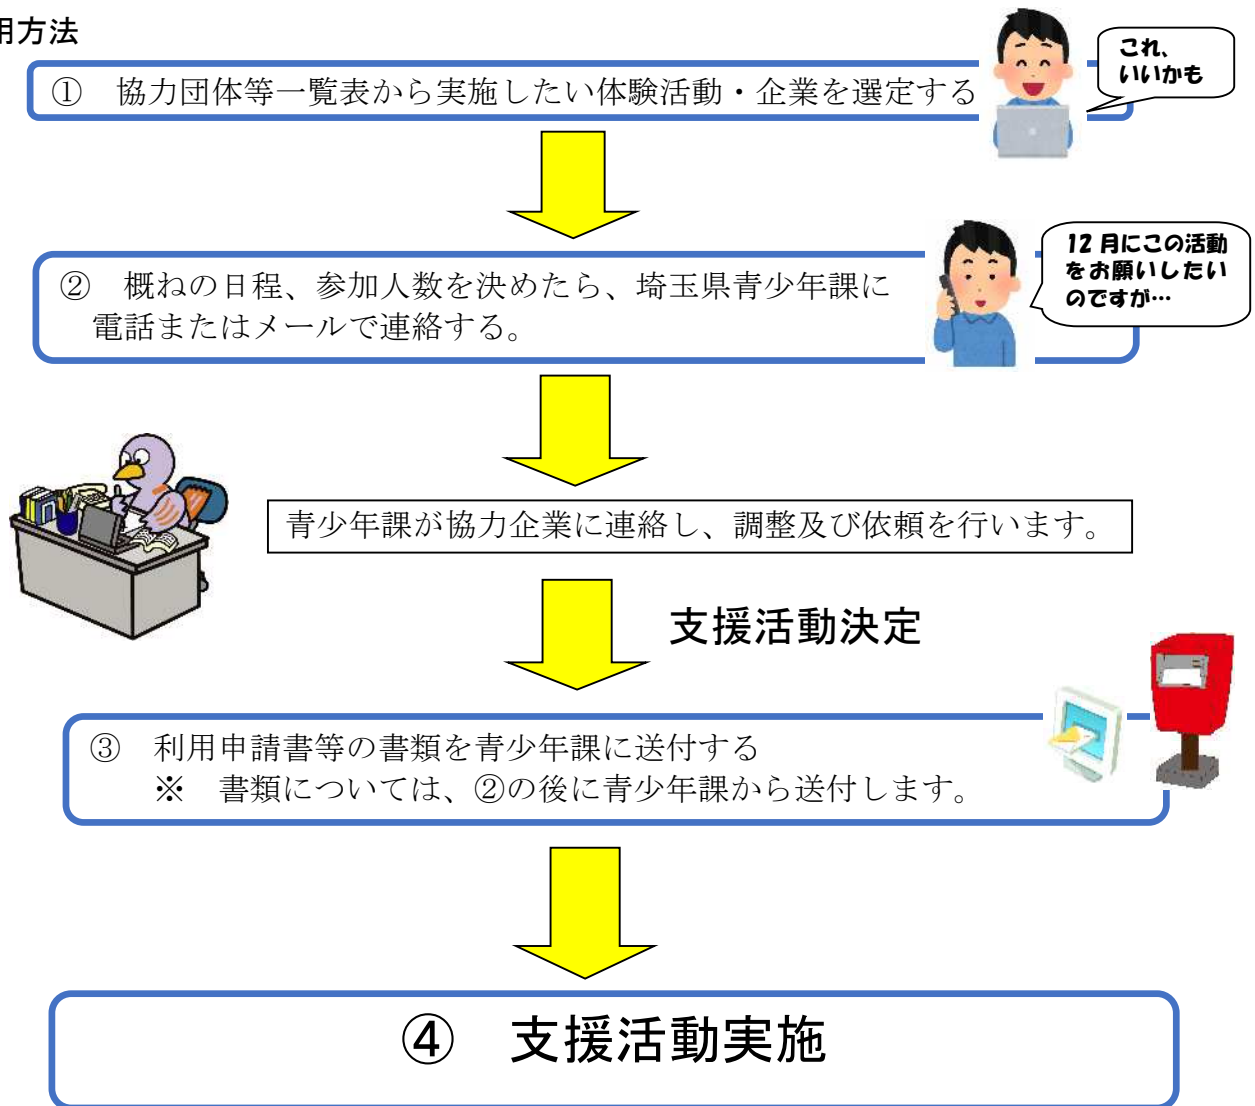 用方法
① 協力団体等一覧表から実施したい体験活動・企業を選定する
これ、
いいかも
② 概ねの日程、参加人数を決めたら、埼玉県青少年課に
電話またはメールで連絡する。
12月にこの活動
をお願いしたい
のですが…
青少年課が協力企業に連絡し、調整及び依頼を行います。
支援活動決定
③ 利用申請書等の書類を青少年課に送付する
※ 書類については、②の後に青少年課から送付します。
④ 支援活動実施